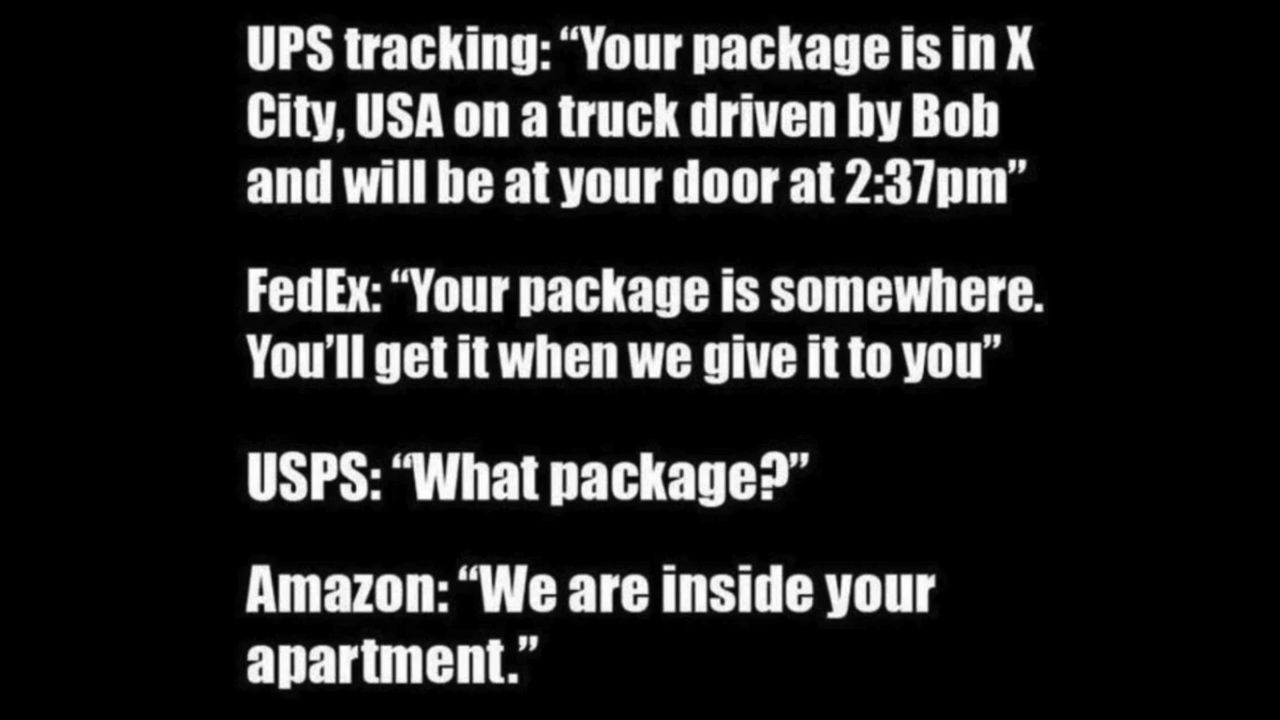 UPS tracking: “Your package is in X
City, USA on a truck driven by Bob
and will be at your door at 2:37pm”
FedEx: “Your package is somewhere.
You’ll get it when we give it to you”
USPS: “What package?”
Amazon: “We are inside your
apartment.”